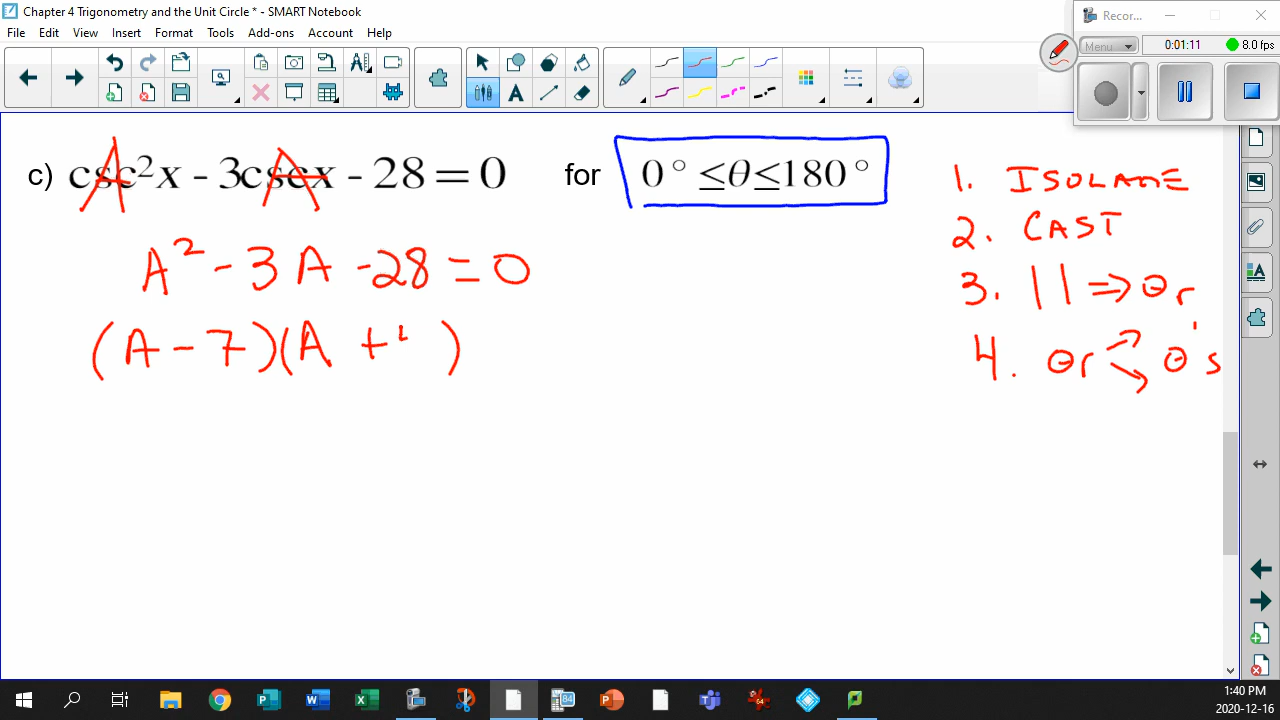 Chapter 4 Trigonometry and the Unit Circle * - SMART Notebook
File Edit View Insert Format Tools Add-ons Account Help
Recor...
Menu
0:01:11 8.0 fps
c) csc²x - 3cscx - 28 = 0 for 0° ≤θ≤180°
A A
A² - 3A - 28 = 0
(A - 7)(A + )
1. ISOLATE
2. CAST
3. | | ⇒ θr
4. θr θ's
1:40 PM
2020-12-16